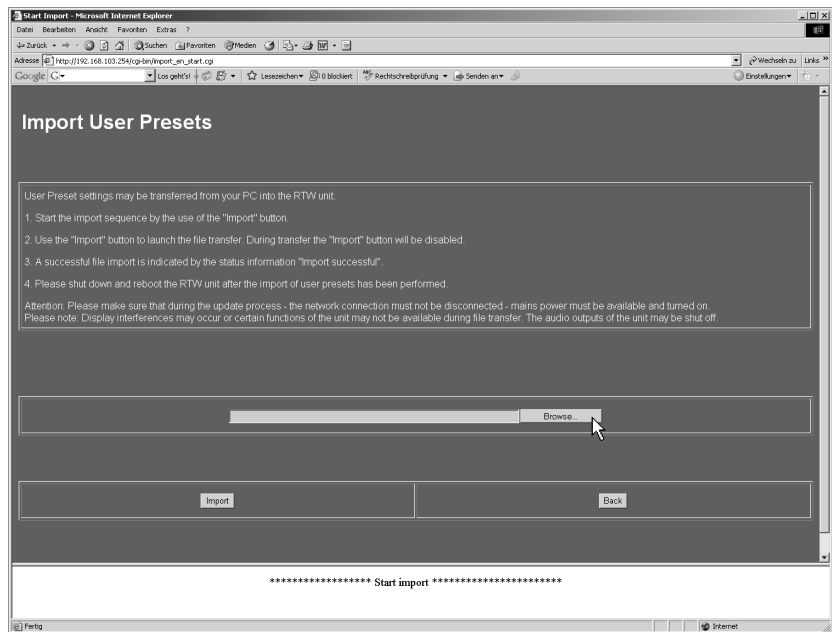 Start Import - Microsoft Internet Explorer
Datei Bearbeiten Ansicht Favoriten Extras ?
Zurück Suchen Favoriten Medien
Adresse http://192.168.103.254/cgi-bin/import_en_start.cgi Wechseln zu Links »
Google G Los geht's! Lesezeichen 0 blockiert Rechtschreibprüfung Senden an Einstellungen
Import User Presets
User Preset settings may be transferred from your PC into the RTW unit.
1. Start the import sequence by the use of the "Import" button.
2. Use the "Import" button to launch the file transfer. During transfer the "Import" button will be disabled.
3. A successful file import is indicated by the status information "Import successful".
4. Please shut down and reboot the RTW unit after the import of user presets has been performed.
Attention: Please make sure that during the update process - the network connection must not be disconnected - mains power must be available and turned on.
Please note: Display interferences may occur or certain functions of the unit may not be available during file transfer. The audio outputs of the unit may be shut off.
Browse...
Import Back
****************** Start import ***********************
Fertig Internet